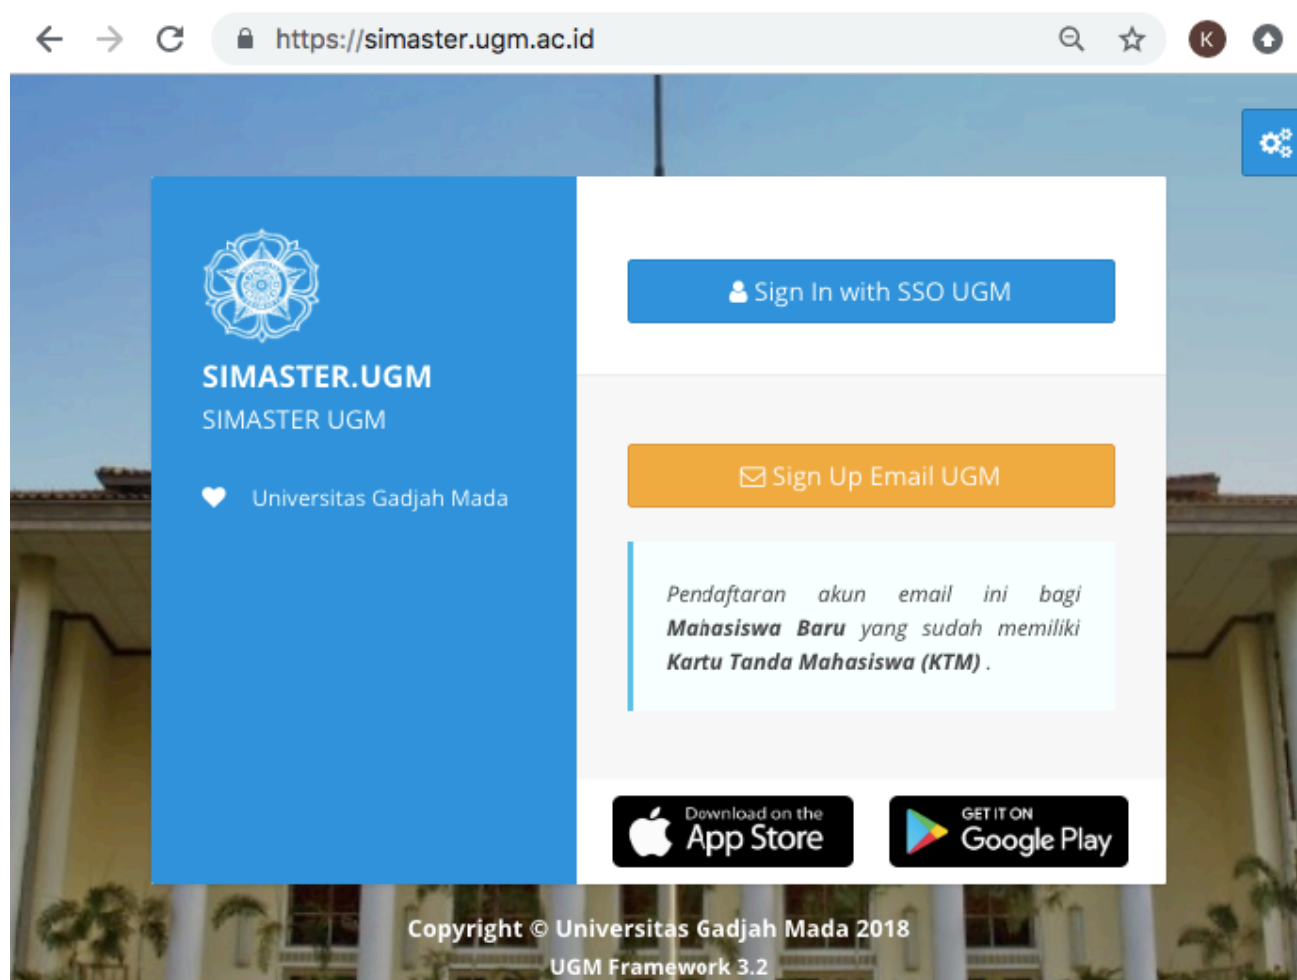 https://simaster.ugm.ac.id
K
SIMASTER.UGM
SIMASTER UGM
Universitas Gadjah Mada
Sign In with SSO UGM
Sign Up Email UGM
Pendaftaran akun email ini bagi
Mahasiswa Baru yang sudah memiliki
Kartu Tanda Mahasiswa (KTM) .
Download on the
App Store
GET IT ON
Google Play
Copyright © Universitas Gadjah Mada 2018
UGM Framework 3.2